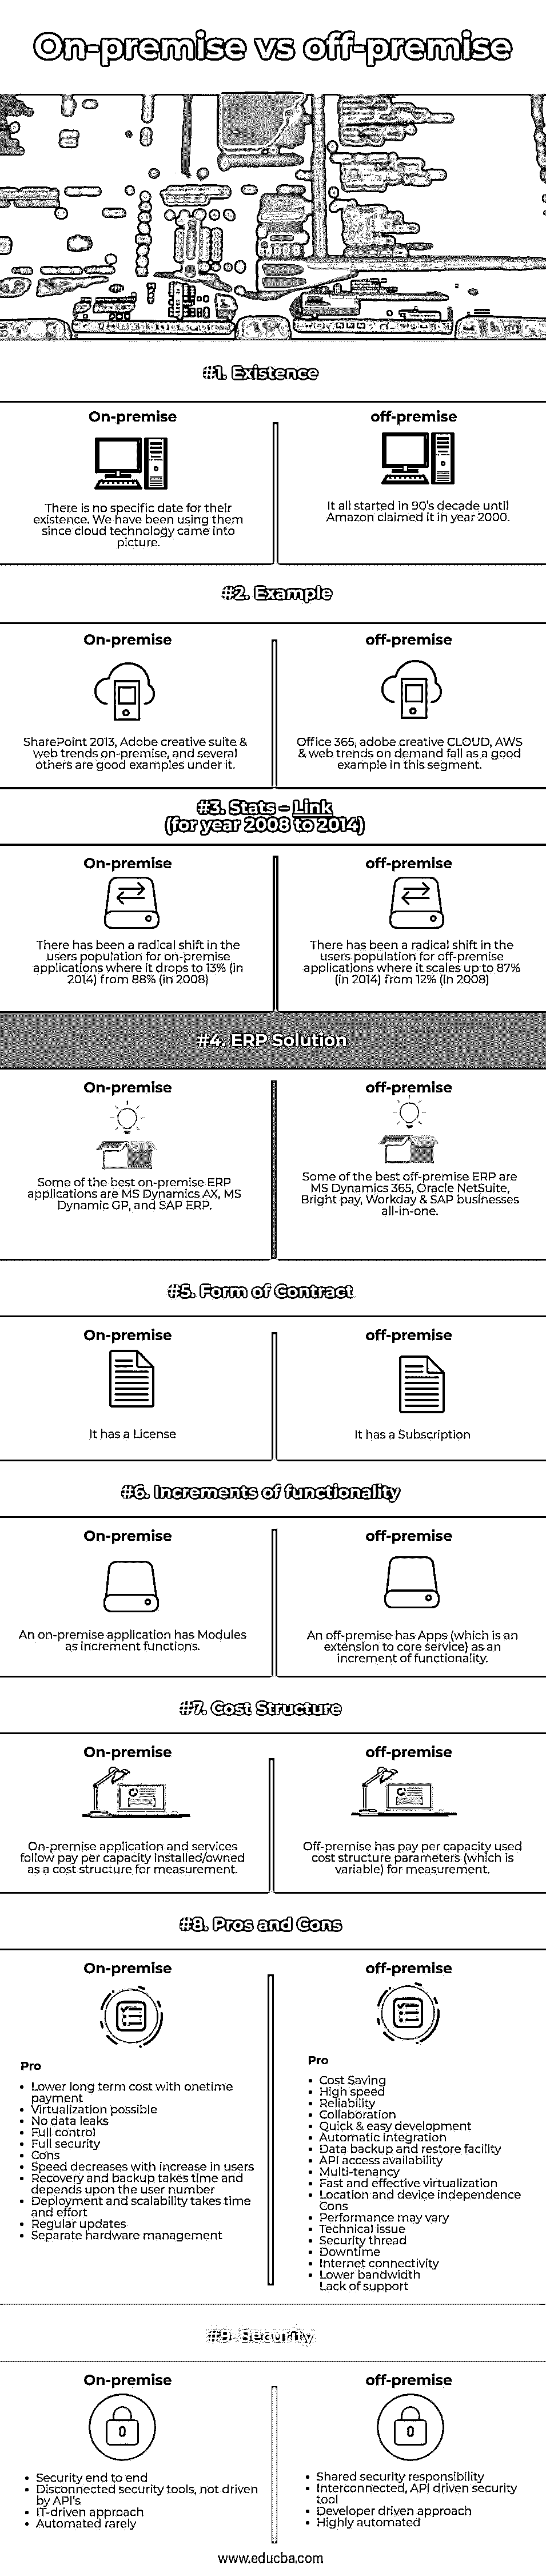 On-premise vs off-premise
#1. Existence
On-premise
There is no specific date for their
existence. We have been using them
since cloud technology came into
picture.
off-premise
It all started in 90's decade until
Amazon claimed it in year 2000.
#2. Example
On-premise
SharePoint 2013, Adobe creative suite &
web trends on-premise, and several
others are good examples under it.
off-premise
Office 365, adobe creative CLOUD, AWS
& web trends on demand fall as a good
example in this segment.
#3. Stats – Link
(for year 2008 to 2014)
On-premise
There has been a radical shift in the
users population for on-premise
applications where it drops to 13% (in
2014) from 88% (in 2008)
off-premise
There has been a radical shift in the
users population for off-premise
applications where it scales up to 87%
(in 2014) from 12% (in 2008)
#4. ERP Solution
On-premise
Some of the best on-premise ERP
applications are MS Dynamics AX, MS
Dynamic GP, and SAP ERP.
off-premise
Some of the best off-premise ERP are
MS Dynamics 365, Oracle NetSuite,
Bright pay, Workday & SAP businesses
all-in-one.
#5. Form of Contract
On-premise
It has a License
off-premise
It has a Subscription
#6. Increments of functionality
On-premise
An on-premise application has Modules
as increment functions.
off-premise
An off-premise has Apps (which is an
extension to core service) as an
increment of functionality.
#7. Cost Structure
On-premise
On-premise application and services
follow pay per capacity installed/owned
as a cost structure for measurement.
off-premise
Off-premise has pay per capacity used
cost structure parameters (which is
variable) for measurement.
#8. Pros and Cons
On-premise
Pro
• Lower long term cost with onetime
payment
• Virtualization possible
• No data leaks
• Full control
• Full security
• Cons
• Speed decreases with increase in users
• Recovery and backup takes time and
depends upon the user number
• Deployment and scalability takes time
and effort
• Regular updates
• Separate hardware management
off-premise
Pro
• Cost Saving
• High speed
• Reliability
• Collaboration
• Quick & easy development
• Automatic integration
• Data backup and restore facility
• API access availability
• Multi-tenancy
• Fast and effective virtualization
• Location and device independence
Cons
• Performance may vary
• Technical issue
• Security thread
• Downtime
• Internet connectivity
• Lower bandwidth
Lack of support
#9. Security
On-premise
• Security end to end
• Disconnected security tools, not driven
by API's
• IT-driven approach
• Automated rarely
off-premise
• Shared security responsibility
• Interconnected, API driven security
tool
• Developer driven approach
• Highly automated
www.educba.com